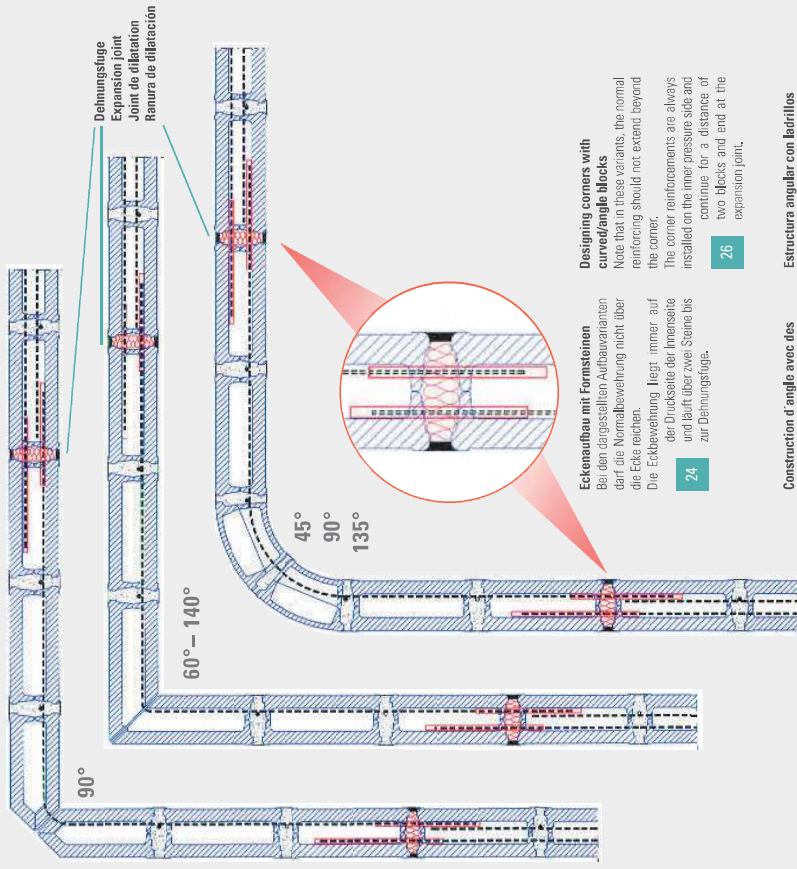 Dehnungsfuge
Expansion joint
Joint de dilatation
Ranura de dilatación
90°
60°– 140°
45°
90°
135°
Eckenaufbau mit Formsteinen
Bei den dargestellten Aufbauvarianten
darf die Normalbewehrung nicht über
die Ecke reichen.
Die Eckbewehrung liegt immer auf
der Druckseite der Innenseite
und läuft über zwei Steine bis
zur Dehnungsfuge.
24
Designing corners with
curved/angle blocks
Note that in these variants, the normal
reinforcing should not extend beyond
the corner.
The corner reinforcements are always
installed on the inner pressure side and
continue for a distance of
two blocks and end at the
expansion joint.
26
Construction d´angle avec des
Estructura angular con ladrillos